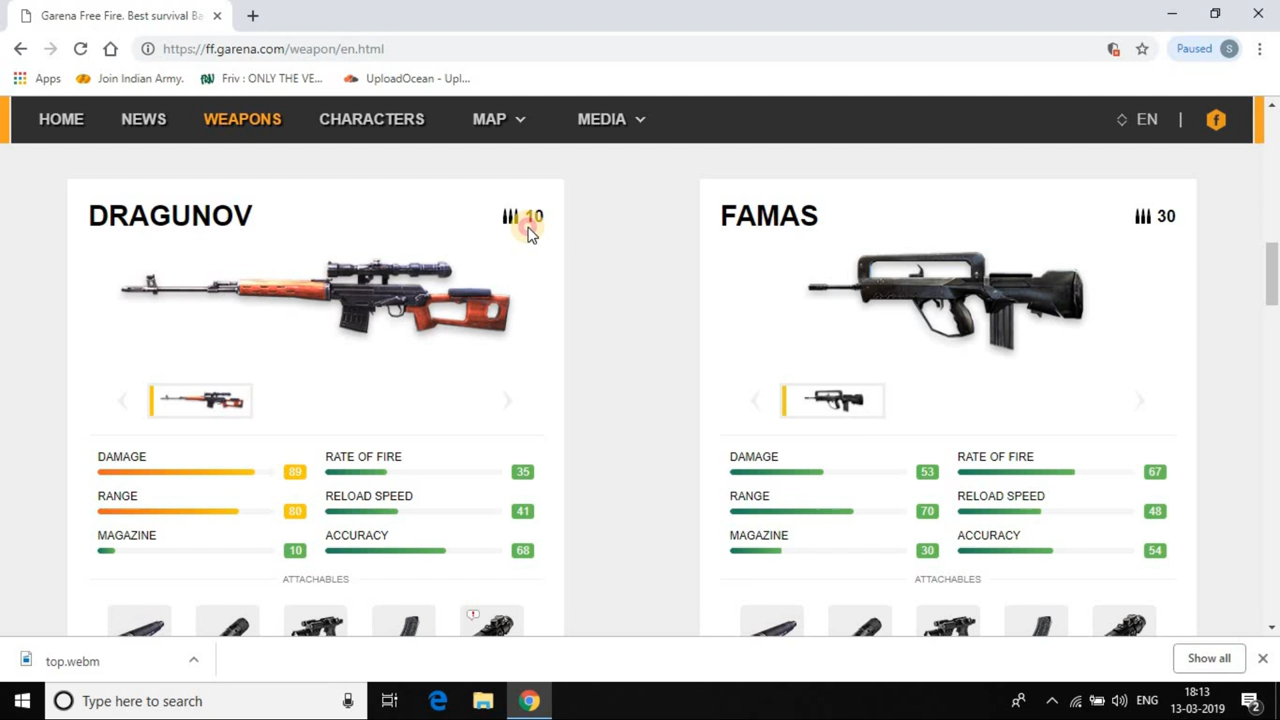 Garena Free Fire. Best survival Ba
https://ff.garena.com/weapon/en.html
Paused S
Apps Join Indian Army. Friv : ONLY THE VE... UploadOcean - Upl...
HOME NEWS WEAPONS CHARACTERS MAP MEDIA EN | f
DRAGUNOV 10
FAMAS 30
DAMAGE 89 RATE OF FIRE 35
RANGE 80 RELOAD SPEED 41
MAGAZINE 10 ACCURACY 68
ATTACHABLES
DAMAGE 53 RATE OF FIRE 67
RANGE 70 RELOAD SPEED 48
MAGAZINE 30 ACCURACY 54
ATTACHABLES
top.webm Show all
Type here to search ENG 18:13
13-03-2019 2